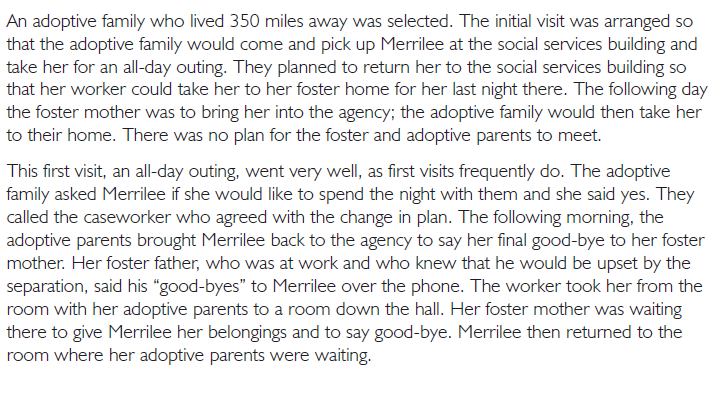 An adoptive family who lived 350 miles away was selected. The initial visit was arranged so
that the adoptive family would come and pick up Merrilee at the social services building and
take her for an all-day outing. They planned to return her to the social services building so
that her worker could take her to her foster home for her last night there. The following day
the foster mother was to bring her into the agency; the adoptive family would then take her
to their home. There was no plan for the foster and adoptive parents to meet.
This first visit, an all-day outing, went very well, as first visits frequently do. The adoptive
family asked Merrilee if she would like to spend the night with them and she said yes. They
called the caseworker who agreed with the change in plan. The following morning, the
adoptive parents brought Merrilee back to the agency to say her final good-bye to her foster
mother. Her foster father, who was at work and who knew that he would be upset by the
separation, said his “good-byes” to Merrilee over the phone. The worker took her from the
room with her adoptive parents to a room down the hall. Her foster mother was waiting
there to give Merrilee her belongings and to say good-bye. Merrilee then returned to the
room where her adoptive parents were waiting.